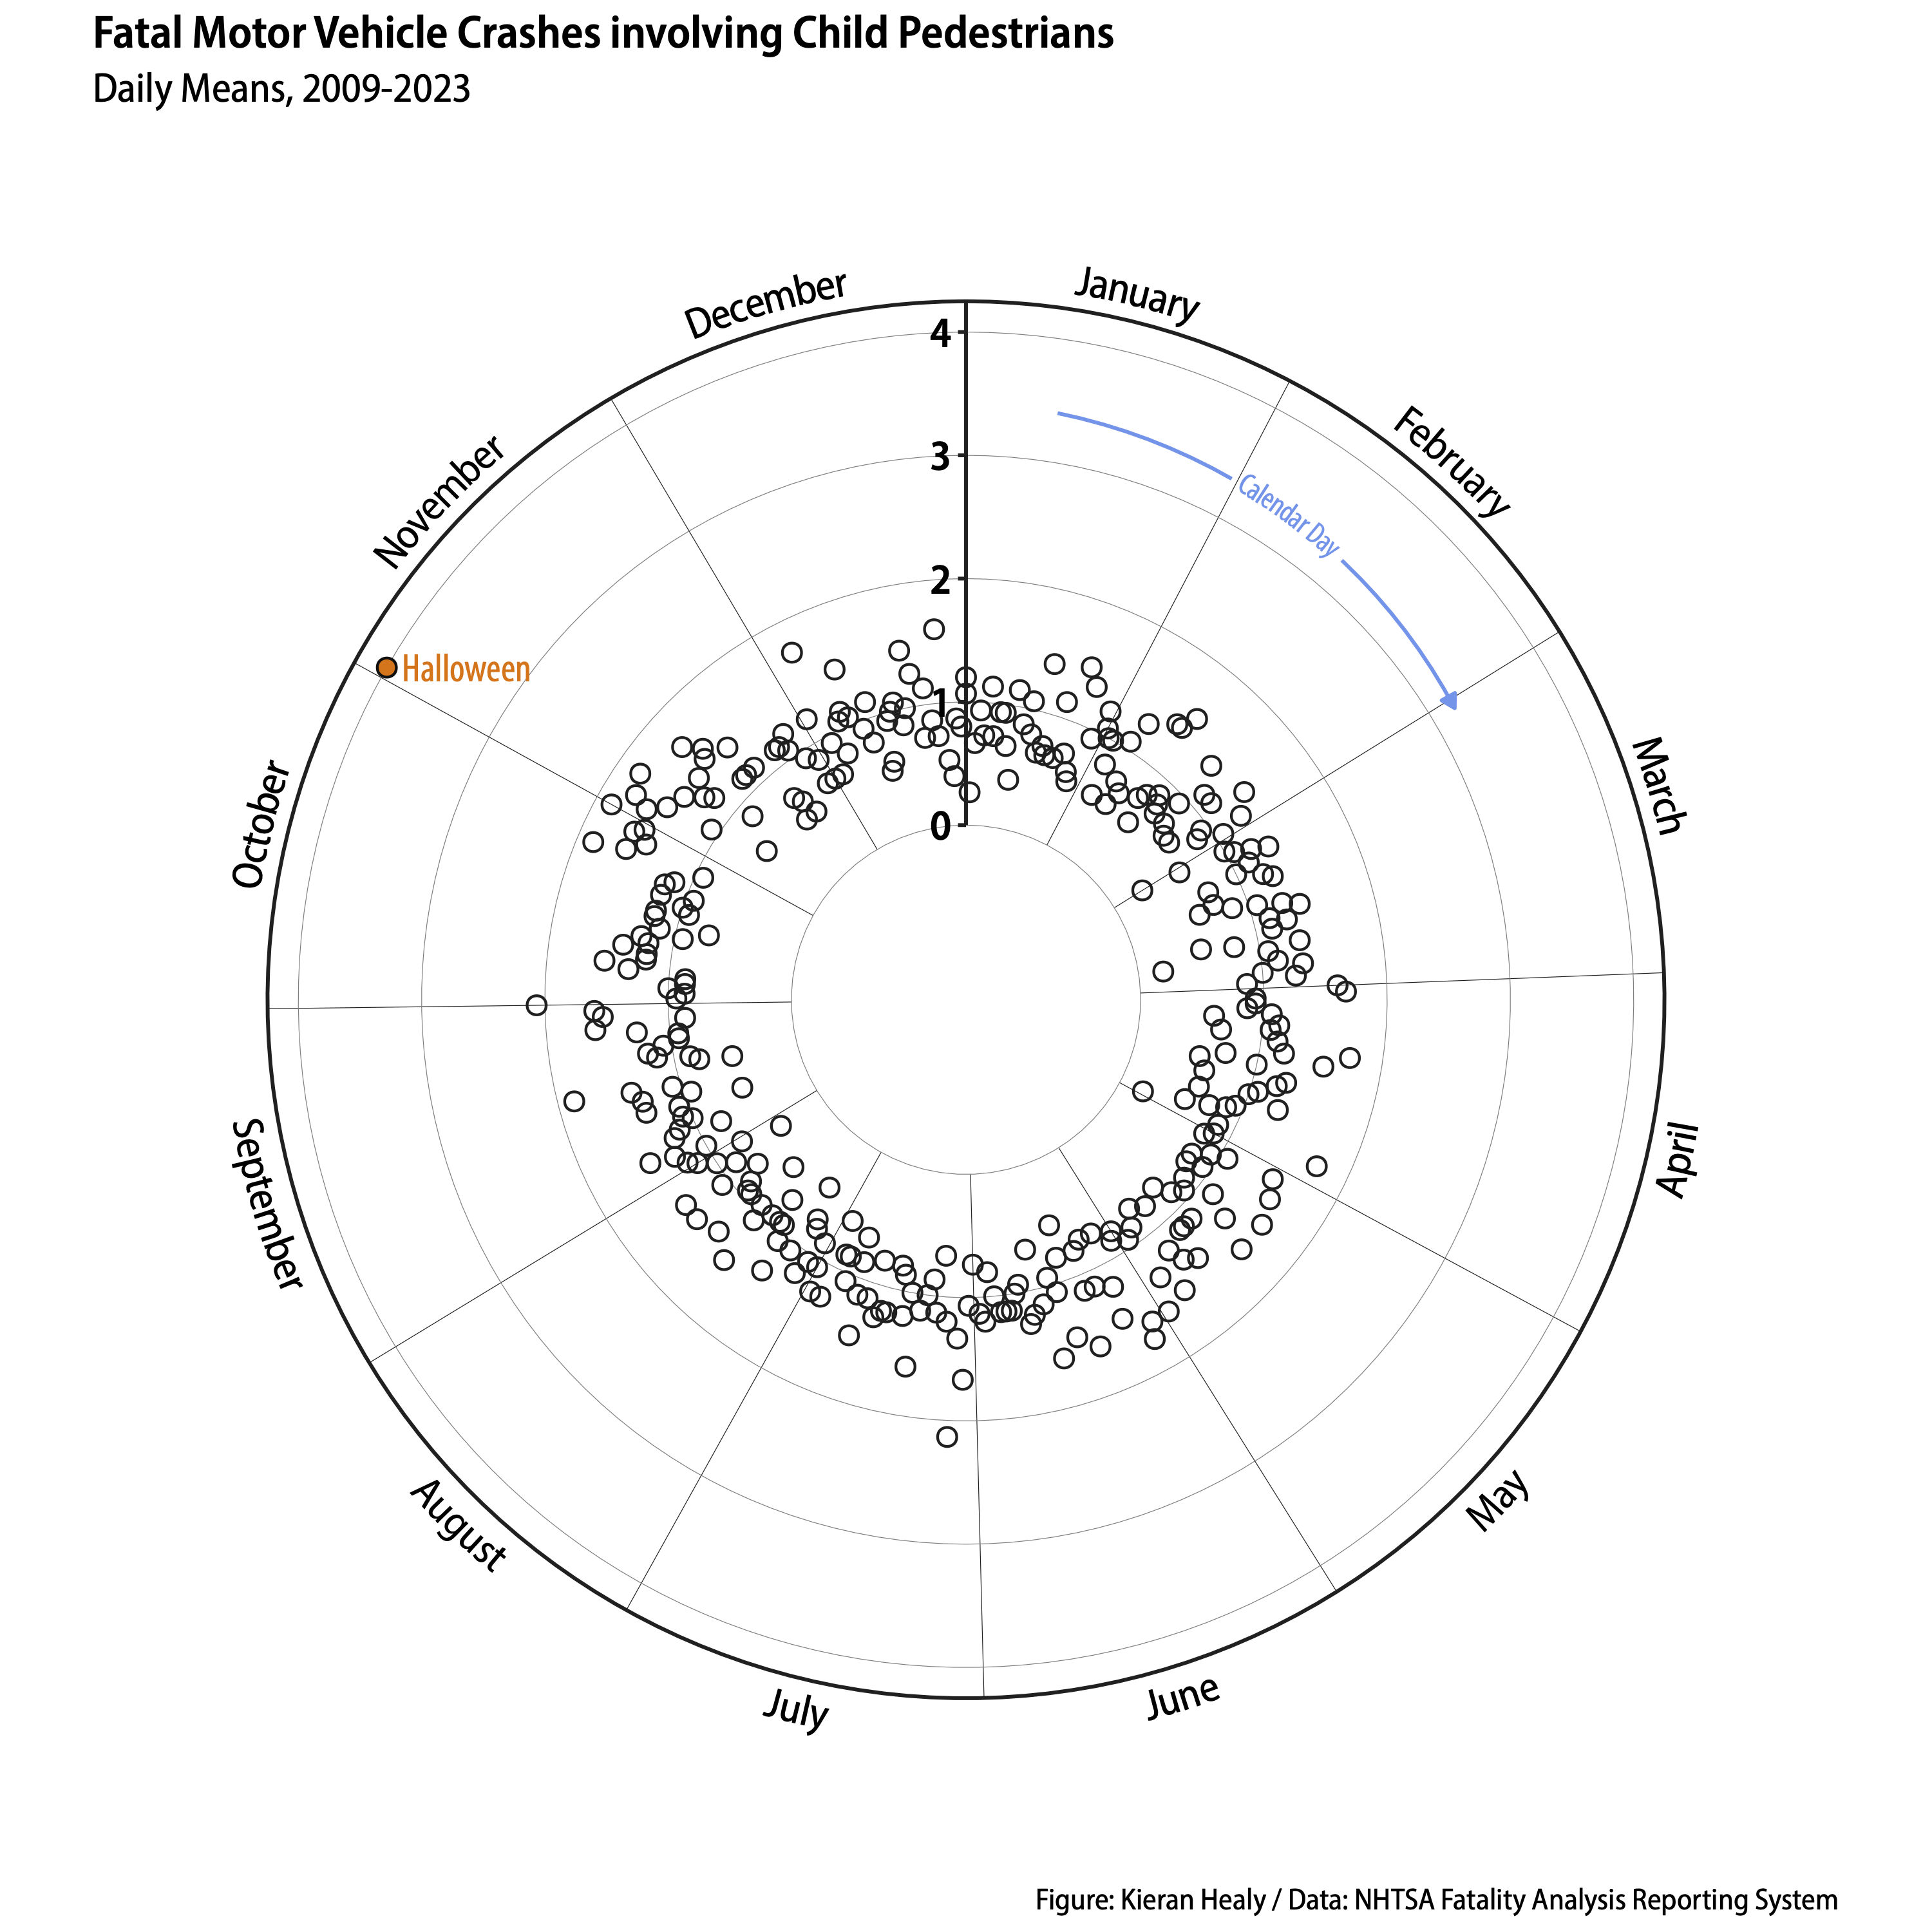 Fatal Motor Vehicle Crashes involving Child Pedestrians
Daily Means, 2009-2023
December
January
4
November
February
3
Calendar Day
2
Halloween
1
October
March
0
September
April
August
May
July
June
Figure: Kieran Healy / Data: NHTSA Fatality Analysis Reporting System